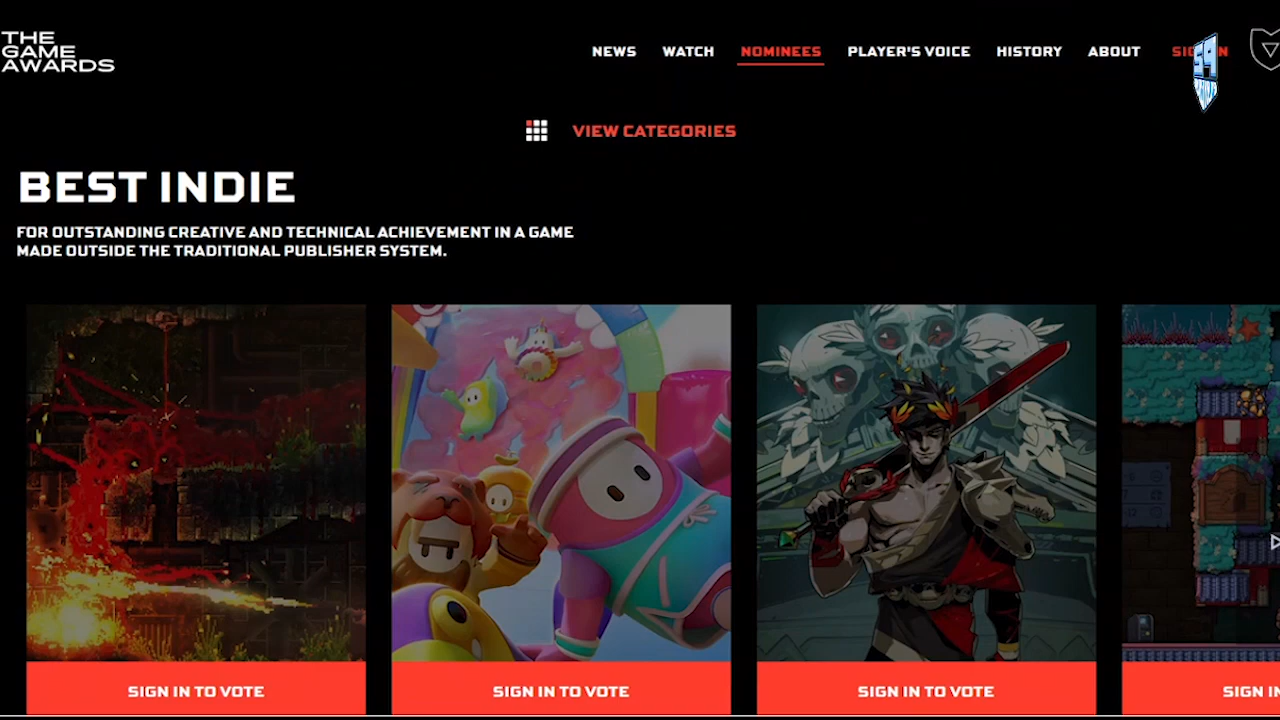 THE
GAME
AWARDS
NEWS WATCH NOMINEES PLAYER'S VOICE HISTORY ABOUT
VIEW CATEGORIES
BEST INDIE
FOR OUTSTANDING CREATIVE AND TECHNICAL ACHIEVEMENT IN A GAME
MADE OUTSIDE THE TRADITIONAL PUBLISHER SYSTEM.
SIGN IN TO VOTE SIGN IN TO VOTE SIGN IN TO VOTE SIGN